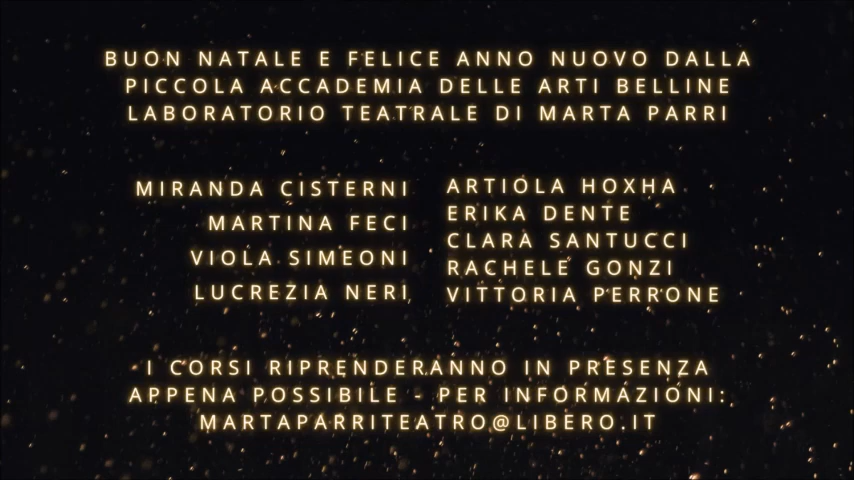 BUON NATALE E FELICE ANNO NUOVO DALLA
PICCOLA ACCADEMIA DELLE ARTI BELLINE
LABORATORIO TEATRALE DI MARTA PARRI
MIRANDA CISTERNI
MARTINA FECI
VIOLA SIMEONI
LUCREZIA NERI
ARTIOLA HOXHA
ERIKA DENTE
CLARA SANTUCCI
RACHELE GONZI
VITTORIA PERRONE
I CORSI RIPRENDERANNO IN PRESENZA
APPENA POSSIBILE - PER INFORMAZIONI:
MARTAPARRITEATRO@LIBERO.IT